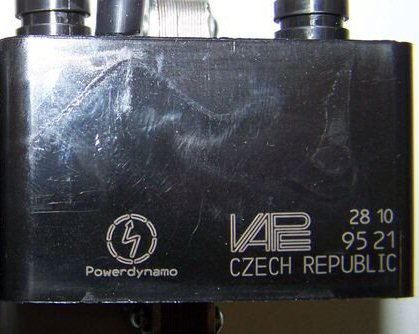 Powerdynamo
VAPE 28 10
95 21
CZECH REPUBLIC